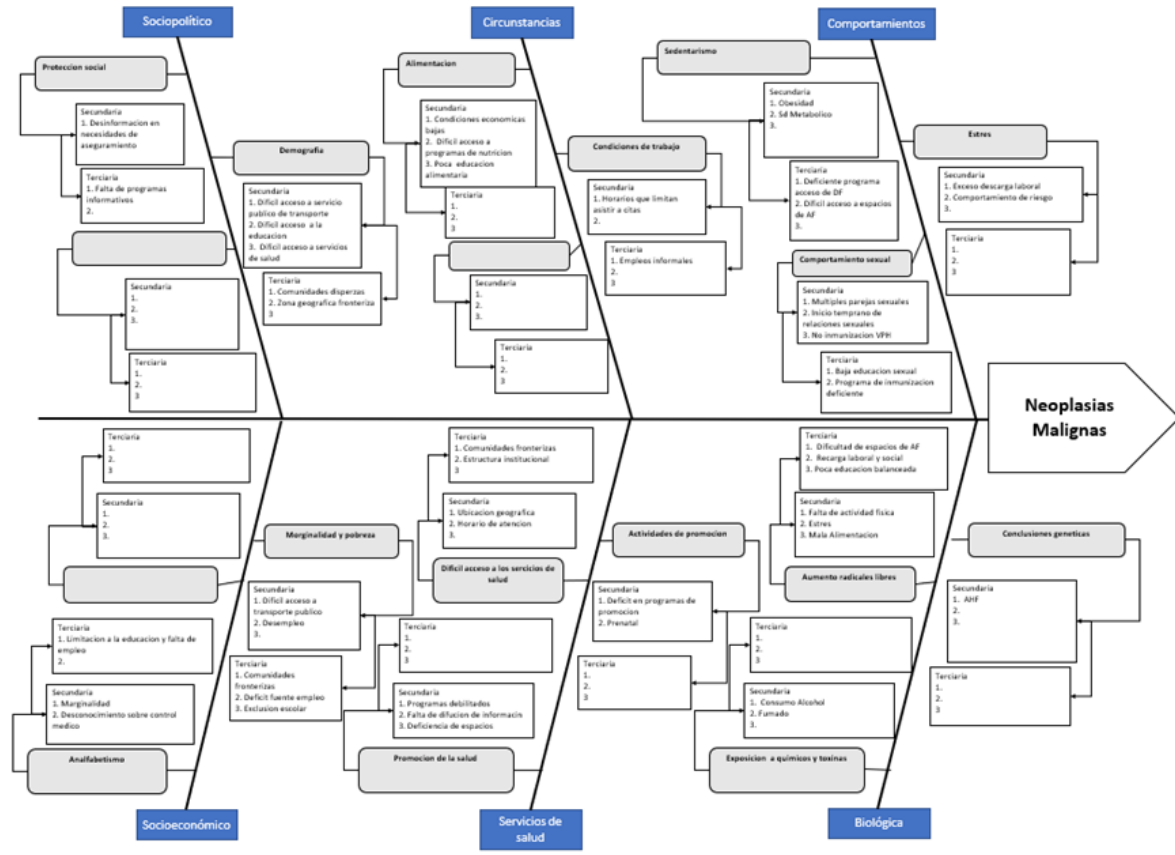 Sociopolítico
Circunstancias
Comportamientos
Proteccion social
Secundaria
1. Desinformacion en
necesidades de
aseguramiento
Terciaria
1. Falta de programas
informativos
2.
Demografia
Secundaria
1. Dificil acceso a servicio
publico de transporte
2. Dificil acceso a la
educacion
3. Dificil acceso a servicios
de salud
Terciaria
1. Comunidades disperzas
2. Zona geografica fronteriza
3
Secundaria
1.
2.
3.
Terciaria
1.
2.
3
Alimentacion
Secundaria
1. Condiciones economicas
bajas
2. Dificil acceso a
programas de nutricion
3. Poca educacion
alimentaria
Terciaria
1.
2.
3
Condiciones de trabajo
Secundaria
1. Horarios que limitan
asistir a citas
2.
Terciaria
1. Empleos informales
2.
3
Secundaria
1.
2.
3.
Terciaria
1.
2.
3
Sedentarismo
Secundaria
1. Obesidad
2. Sd Metabolico
3.
Terciaria
1. Deficiente programa
acceso de DF
2. Dificil acceso a espacios
de AF
3.
Estres
Secundaria
1. Exceso descarga laboral
2. Comportamiento de riesgo
3.
Terciaria
1.
2.
3
Comportamiento sexual
Secundaria
1. Multiples parejas sexuales
2. Inicio temprano de
relaciones sexuales
3. No inmunizacion VPH
Terciaria
1. Baja educacion sexual
2. Programa de inmunizacion
deficiente
Neoplasias
Malignas
Terciaria
1.
2.
3
Secundaria
1.
2.
3.
Marginalidad y pobreza
Secundaria
1. Dificil acceso a
transporte publico
2. Desempleo
3.
Terciaria
1. Comunidades
fronterizas
2. Deficit fuente empleo
3. Exclusion escolar
Terciaria
1. Limitacion a la educacion y falta de
empleo
2.
Secundaria
1. Marginalidad
2. Desconocimiento sobre control
medico
Analfabetismo
Terciaria
1. Comunidades fronterizas
2. Estructura institucional
3
Secundaria
1. Ubicacion geografica
2. Horario de atencion
3.
Dificil acceso a los sercicios de
salud
Actividades de promocion
Secundaria
1. Deficit en programas de
promocion
2. Prenatal
Terciaria
1.
2.
3
Terciaria
1.
2.
3
Secundaria
1. Programas debilitados
2. Falta de difucion de informacin
3. Deficiencia de espacios
Promocion de la salud
Terciaria
1. Dificultad de espacios de AF
2. Recarga laboral y social
3. Poca educacion balanceada
Secundaria
1. Falta de actividad fisica
2. Estres
3. Mala Alimentacion
Aumento radicales libres
Conclusiones geneticas
Secundaria
1. AHF
2.
3.
Terciaria
1.
2.
3
Terciaria
1.
2.
3
Secundaria
1. Consumo Alcohol
2. Fumado
3.
Exposicion a quimicos y toxinas
Socioeconómico
Servicios de
salud
Biológica